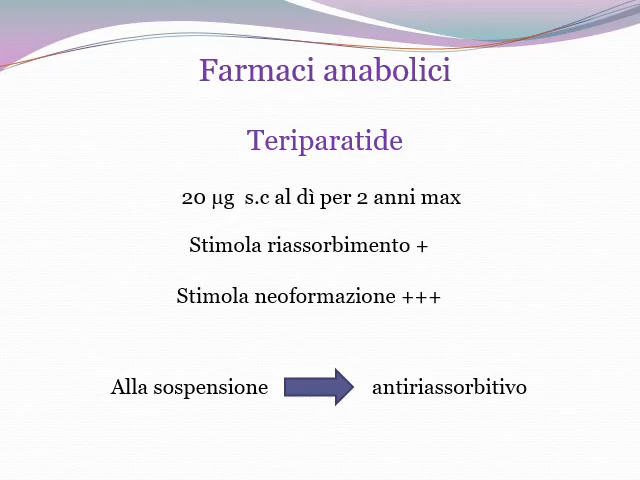 Farmaci anabolici
Teriparatide
20 µg s.c al dì per 2 anni max
Stimola riassorbimento +
Stimola neoformazione +++
Alla sospensione antiriassorbitivo